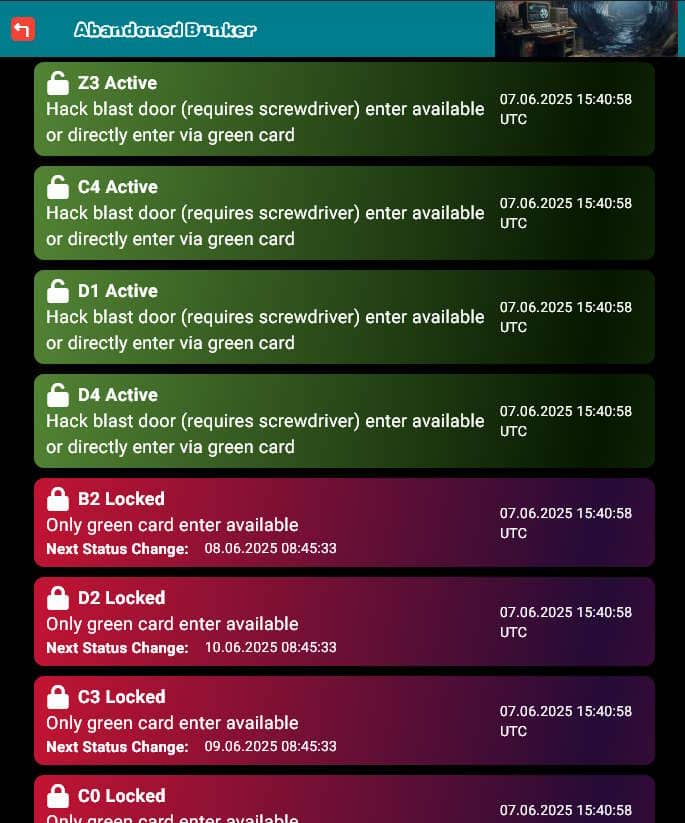 Abandoned Bunker
Z3 Active
Hack blast door (requires screwdriver) enter available
or directly enter via green card
07.06.2025 15:40:58
UTC
C4 Active
Hack blast door (requires screwdriver) enter available
or directly enter via green card
07.06.2025 15:40:58
UTC
D1 Active
Hack blast door (requires screwdriver) enter available
or directly enter via green card
07.06.2025 15:40:58
UTC
D4 Active
Hack blast door (requires screwdriver) enter available
or directly enter via green card
07.06.2025 15:40:58
UTC
B2 Locked
Only green card enter available
Next Status Change: 08.06.2025 08:45:33
07.06.2025 15:40:58
UTC
D2 Locked
Only green card enter available
Next Status Change: 10.06.2025 08:45:33
07.06.2025 15:40:58
UTC
C3 Locked
Only green card enter available
Next Status Change: 09.06.2025 08:45:33
07.06.2025 15:40:58
UTC
C0 Locked
Only green card enter available
07.06.2025 15:40:58